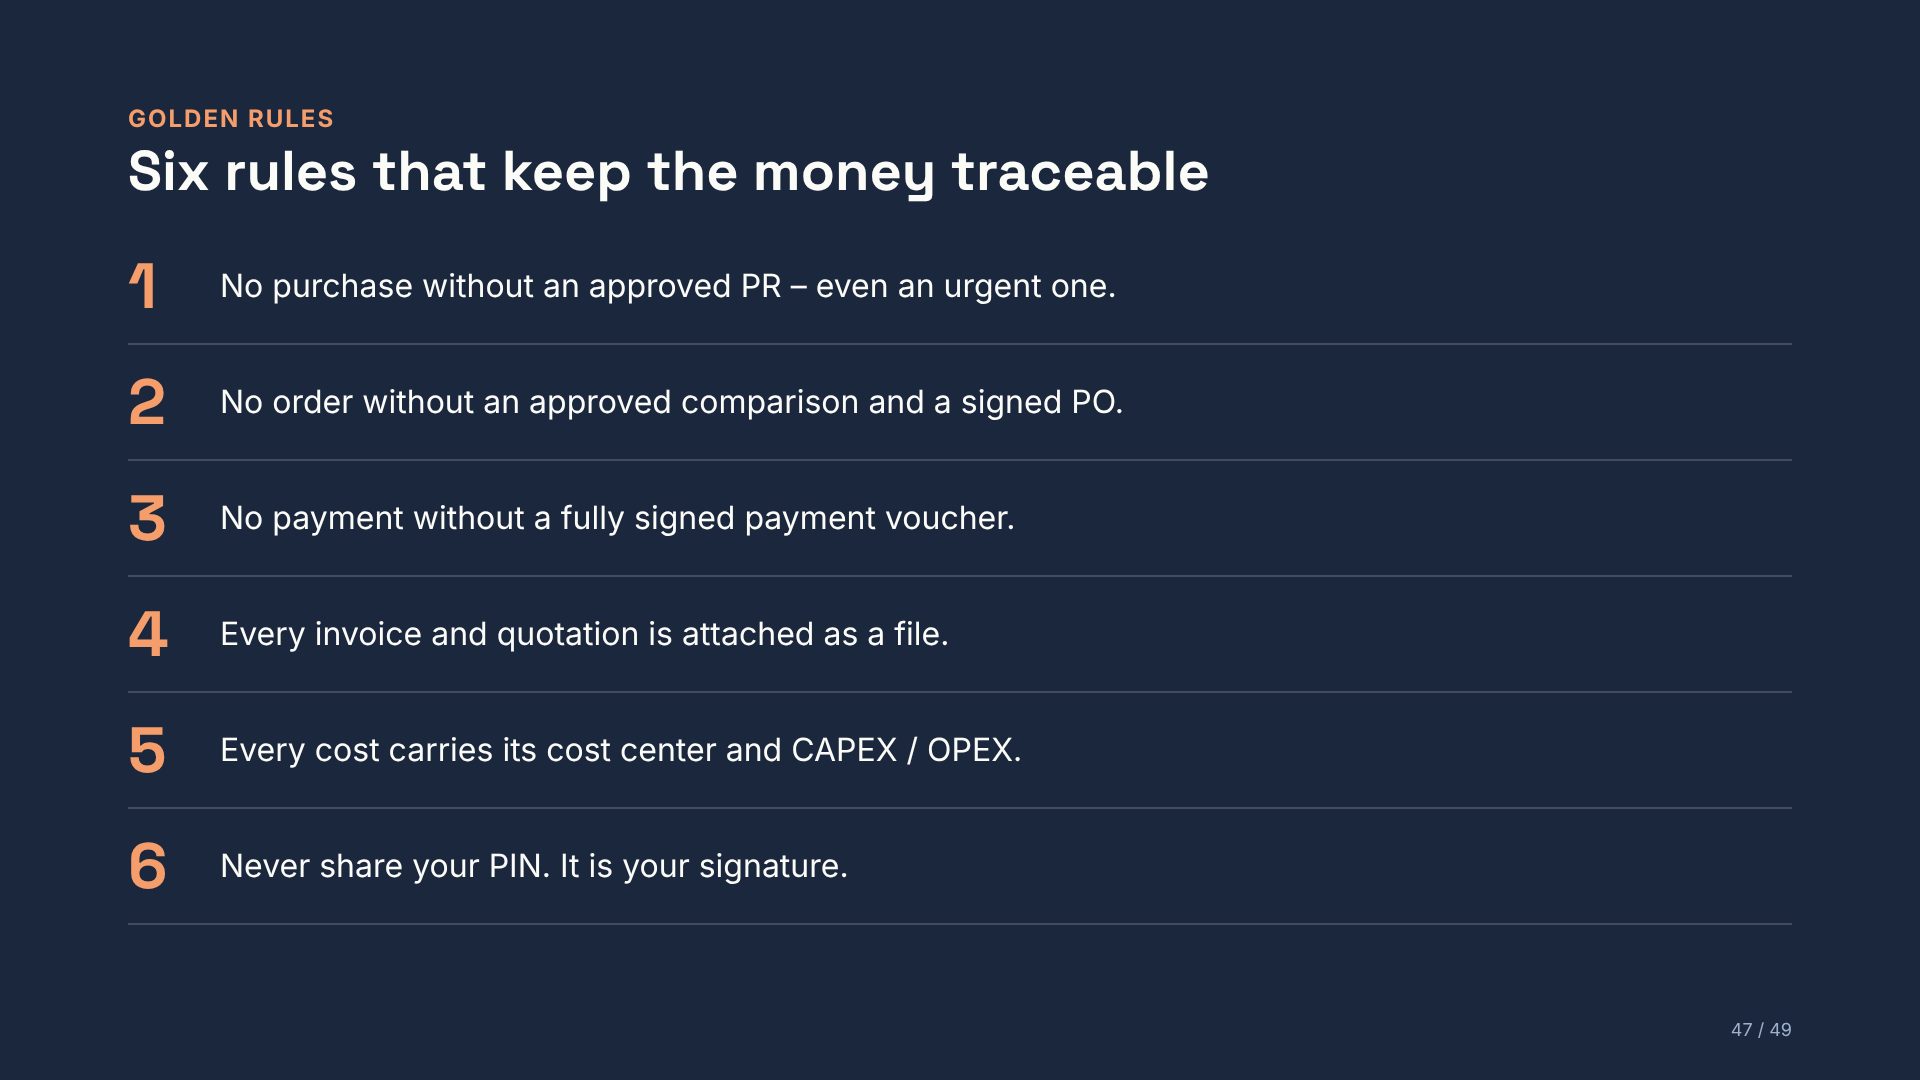 GOLDEN RULES
Six rules that keep the money traceable
1 No purchase without an approved PR – even an urgent one.
2 No order without an approved comparison and a signed PO.
3 No payment without a fully signed payment voucher.
4 Every invoice and quotation is attached as a file.
5 Every cost carries its cost center and CAPEX / OPEX.
6 Never share your PIN. It is your signature.
47 / 49